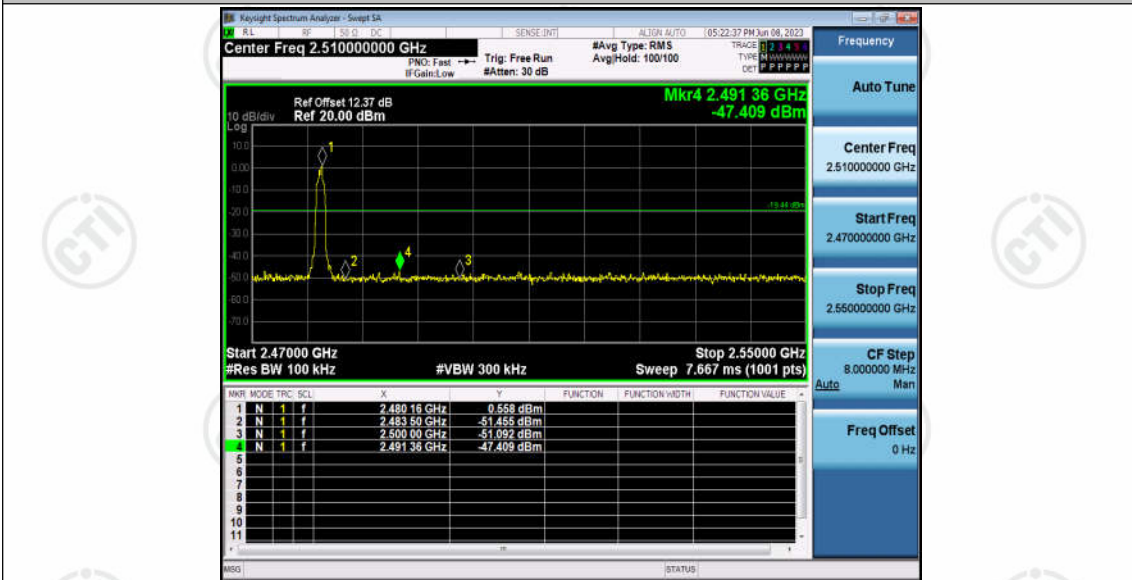 Keysight Spectrum Analyzer - Swept SA
RL RF 50 Ω DC SENSE:INT ALIGN AUTO 05:22:37 PM Jun 08, 2023
Center Freq 2.510000000 GHz #Avg Type: RMS TRACE 1 2 3 4 5 6
PNO: Fast Trig: Free Run Avg|Hold: 100/100 TYPE M WWWWW
IFGain:Low #Atten: 30 dB DET P P P P P P
Mkr4 2.491 36 GHz
Ref Offset 12.37 dB
10 dB/div Ref 20.00 dBm -47.409 dBm
Log
10.0
0.00
-10.0
-20.0
-30.0
-40.0
-50.0
-60.0
-70.0
1
2
4
3
Start 2.47000 GHz Stop 2.55000 GHz
#Res BW 100 kHz #VBW 300 kHz Sweep 7.667 ms (1001 pts)
MKR MODE TRC SCL X Y FUNCTION FUNCTION WIDTH FUNCTION VALUE
1 N 1 f 2.480 16 GHz 0.558 dBm
2 N 1 f 2.483 50 GHz -51.455 dBm
3 N 1 f 2.500 00 GHz -51.092 dBm
4 N 1 f 2.491 36 GHz -47.409 dBm
5
6
7
8
9
10
11
MSG STATUS
Frequency
Auto Tune
Center Freq
2.510000000 GHz
Start Freq
2.470000000 GHz
Stop Freq
2.550000000 GHz
CF Step
8.000000 MHz
Auto Man
Freq Offset
0 Hz
CTI
CTI